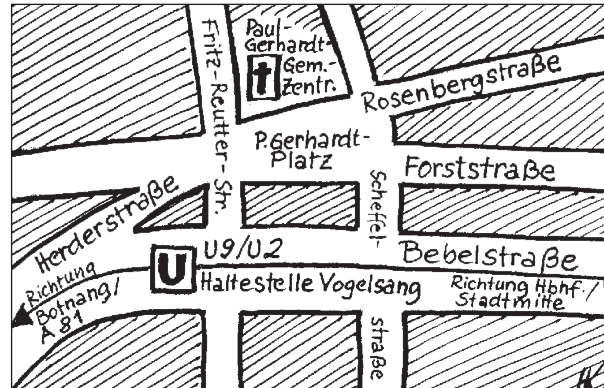 Fritz-Reutter-Str.
Paul-
Gerhardt-
Gem.-
Zentr.
Rosenbergstraße
P.Gerhardt-
Platz
Forststraße
Scheffel-
straße
Herderstraße
U9/U2
Bebelstraße
U
Haltestelle Vogelsang
Richtung
Botnang/
A 81
Richtung Hbhf./
Stadtmitte